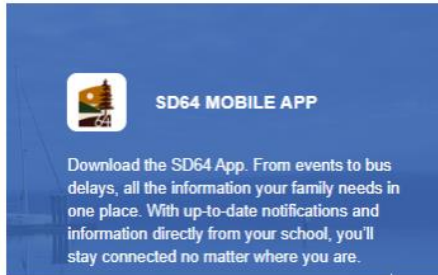 64
SD64 MOBILE APP
Download the SD64 App. From events to bus
delays, all the information your family needs in
one place. With up-to-date notifications and
information directly from your school, you'll
stay connected no matter where you are.